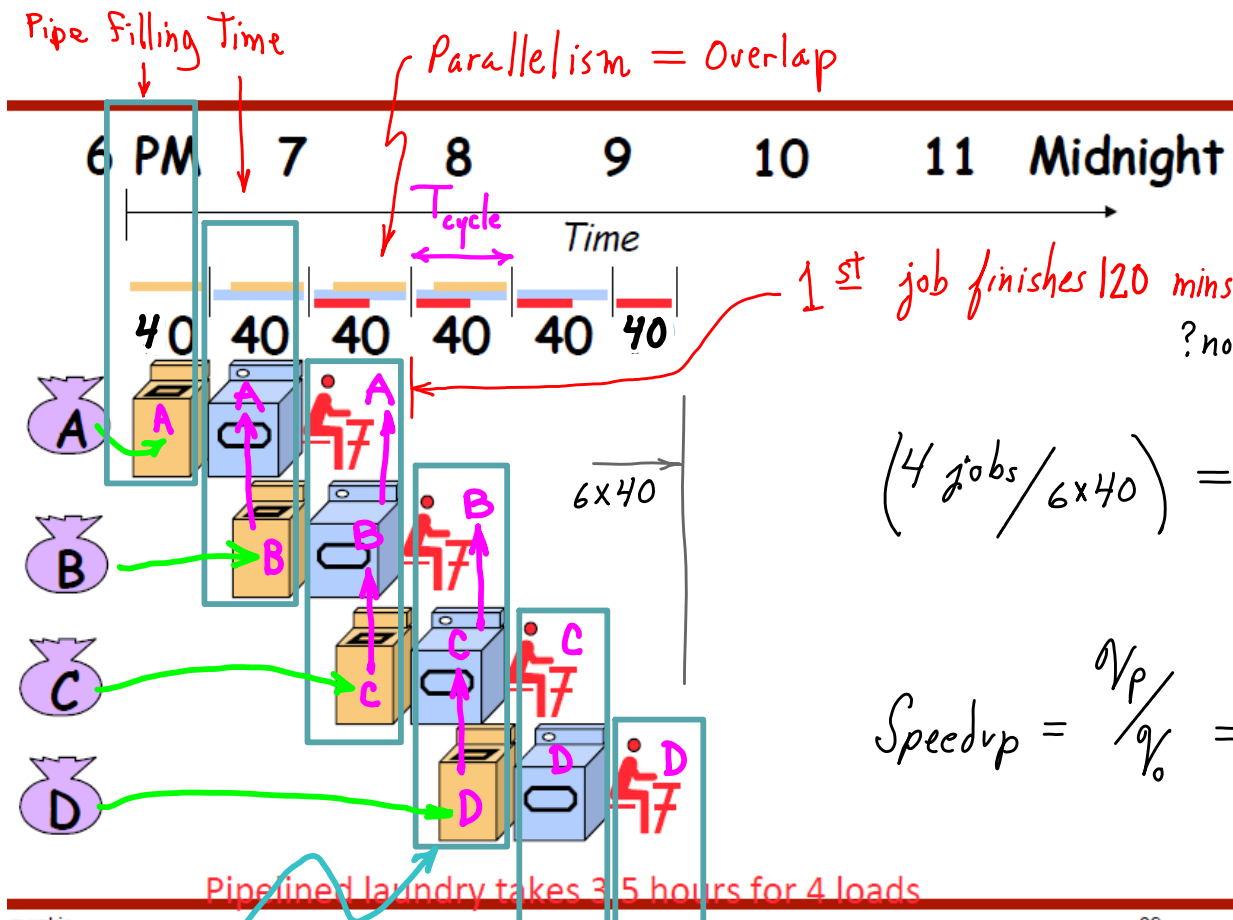 Pipe Filling Time
Parallelism = Overlap
6 PM 7 8 9 10 11 Midnight
Tcycle
Time
1st job finishes 120 mins
40 40 40 40 40 40
?no
A A A A
6x40
(4 jobs / 6x40) =
B B B B
C C C C
Speedup = Vp / Vo =
D D D D
Pipelined laundry takes 3.5 hours for 4 loads